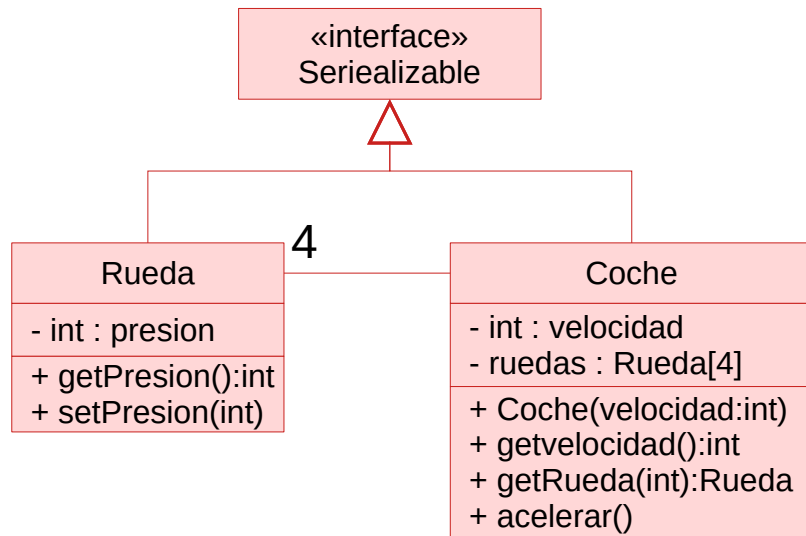 «interface»
Seriealizable
4
Rueda
- int : presion
+ getPresion():int
+ setPresion(int)
Coche
- int : velocidad
- ruedas : Rueda[4]
+ Coche(velocidad:int)
+ getvelocidad():int
+ getRueda(int):Rueda
+ acelerar()